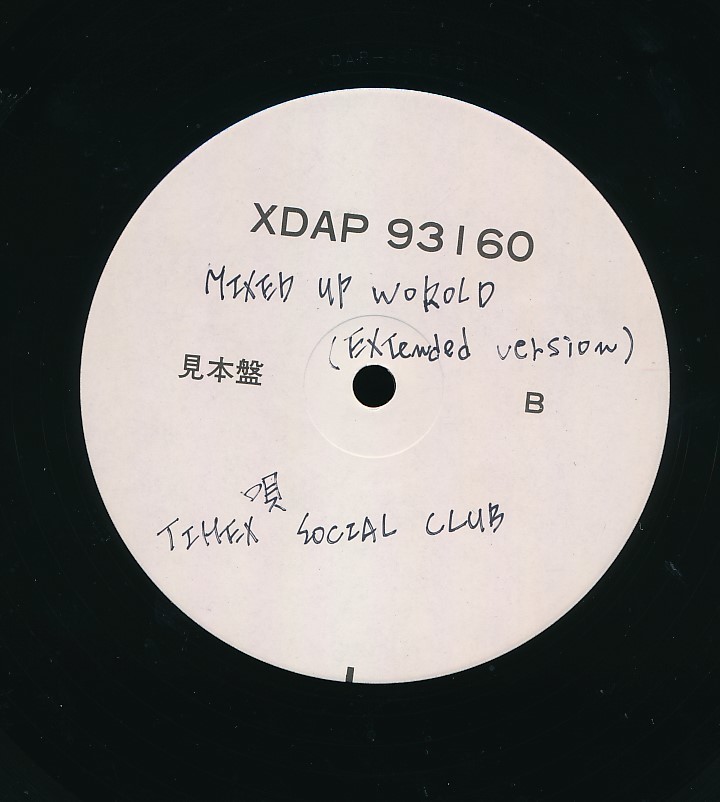 XDAP 93160
MIXED UP WOROLD
(EXTended version)
見本盤
B
唄
TIMEX SOCIAL CLUB